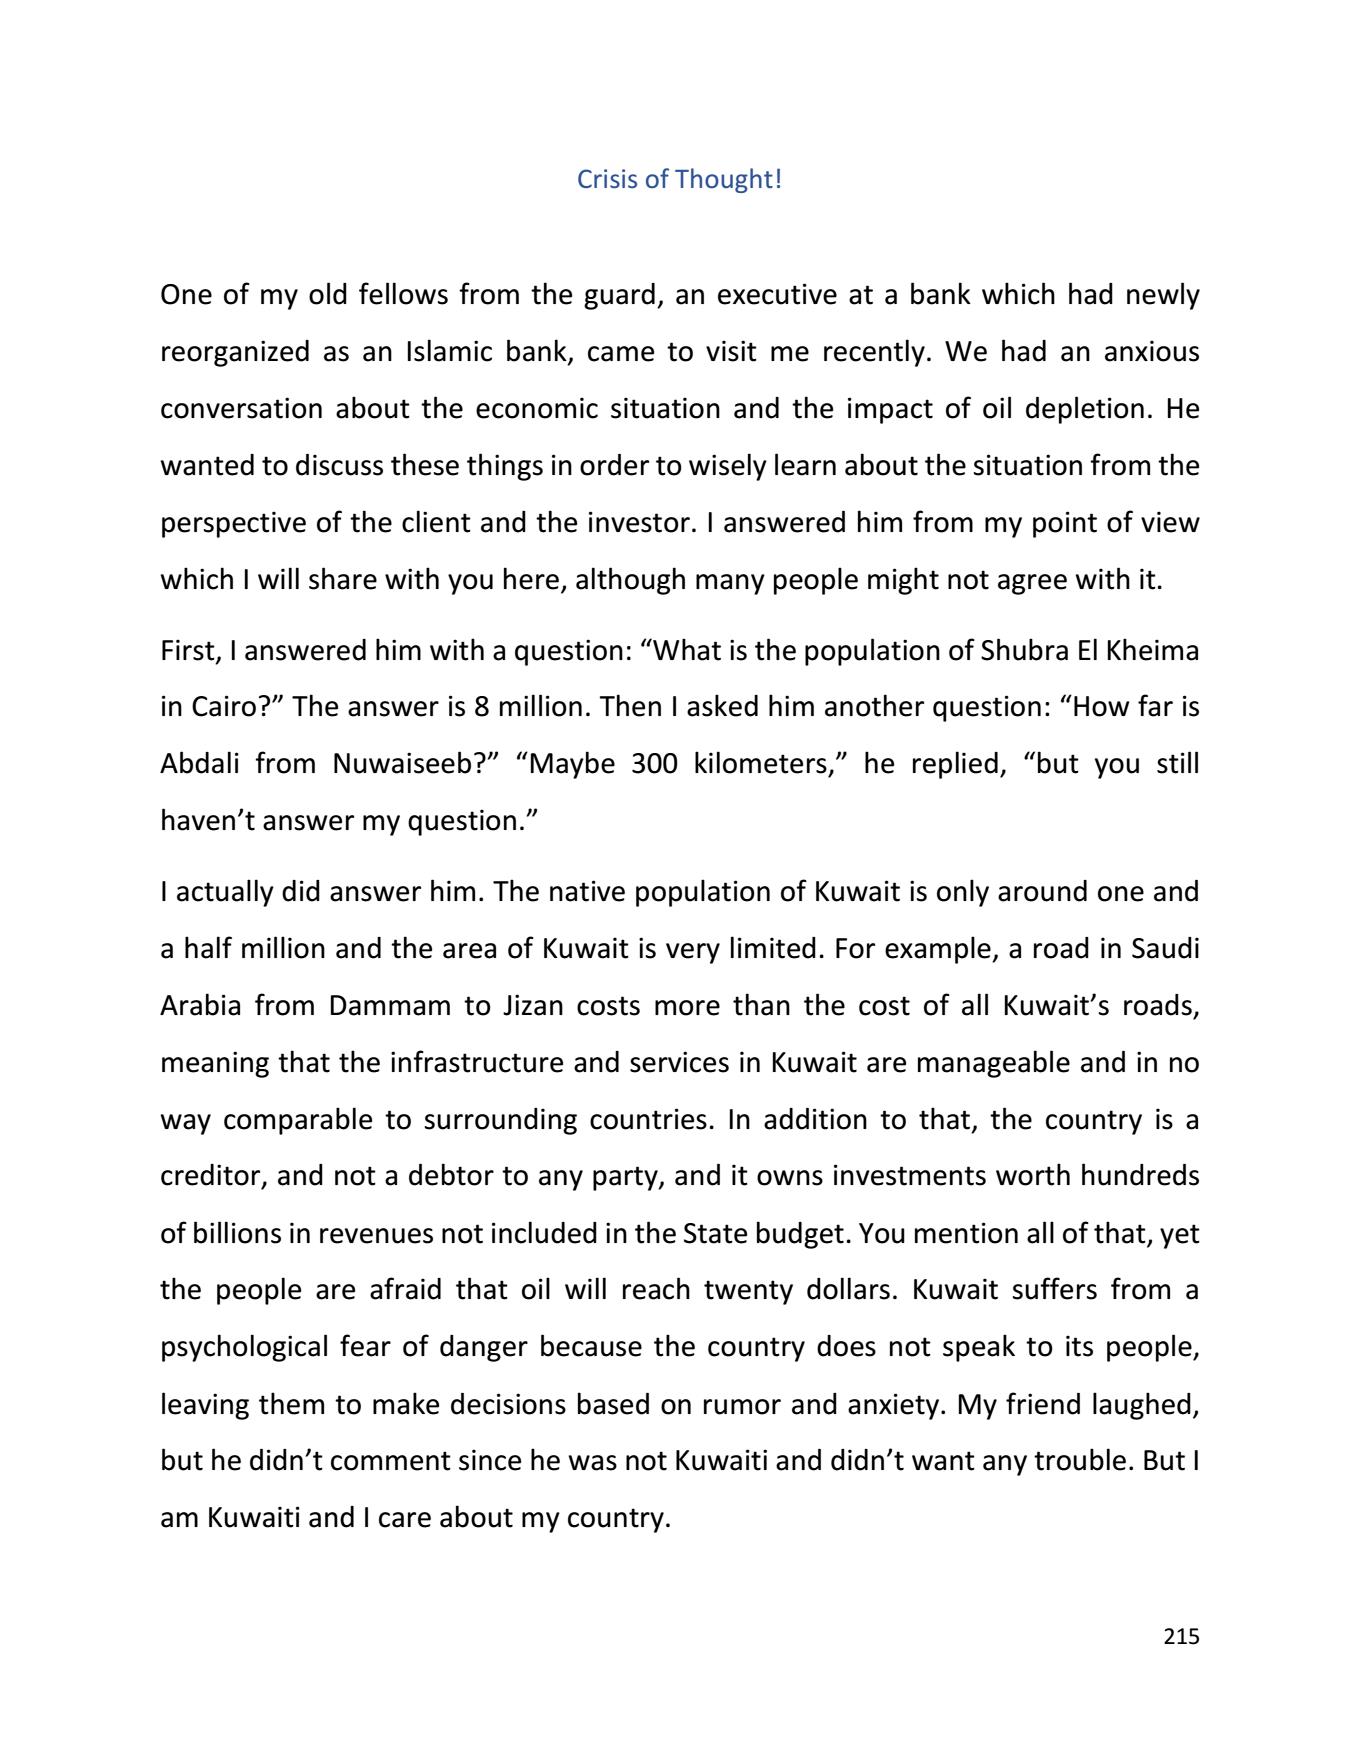 Crisis of Thought!
One of my old fellows from the guard, an executive at a bank which had newly
reorganized as an Islamic bank, came to visit me recently. We had an anxious
conversation about the economic situation and the impact of oil depletion. He
wanted to discuss these things in order to wisely learn about the situation from the
perspective of the client and the investor. I answered him from my point of view
which I will share with you here, although many people might not agree with it.
First, I answered him with a question: “What is the population of Shubra El Kheima
in Cairo?” The answer is 8 million. Then I asked him another question: “How far is
Abdali from Nuwaiseeb?” “Maybe 300 kilometers,” he replied, “but you still
haven’t answer my question.”
I actually did answer him. The native population of Kuwait is only around one and
a half million and the area of Kuwait is very limited. For example, a road in Saudi
Arabia from Dammam to Jizan costs more than the cost of all Kuwait’s roads,
meaning that the infrastructure and services in Kuwait are manageable and in no
way comparable to surrounding countries. In addition to that, the country is a
creditor, and not a debtor to any party, and it owns investments worth hundreds
of billions in revenues not included in the State budget. You mention all of that, yet
the people are afraid that oil will reach twenty dollars. Kuwait suffers from a
psychological fear of danger because the country does not speak to its people,
leaving them to make decisions based on rumor and anxiety. My friend laughed,
but he didn’t comment since he was not Kuwaiti and didn’t want any trouble. But I
am Kuwaiti and I care about my country.
215